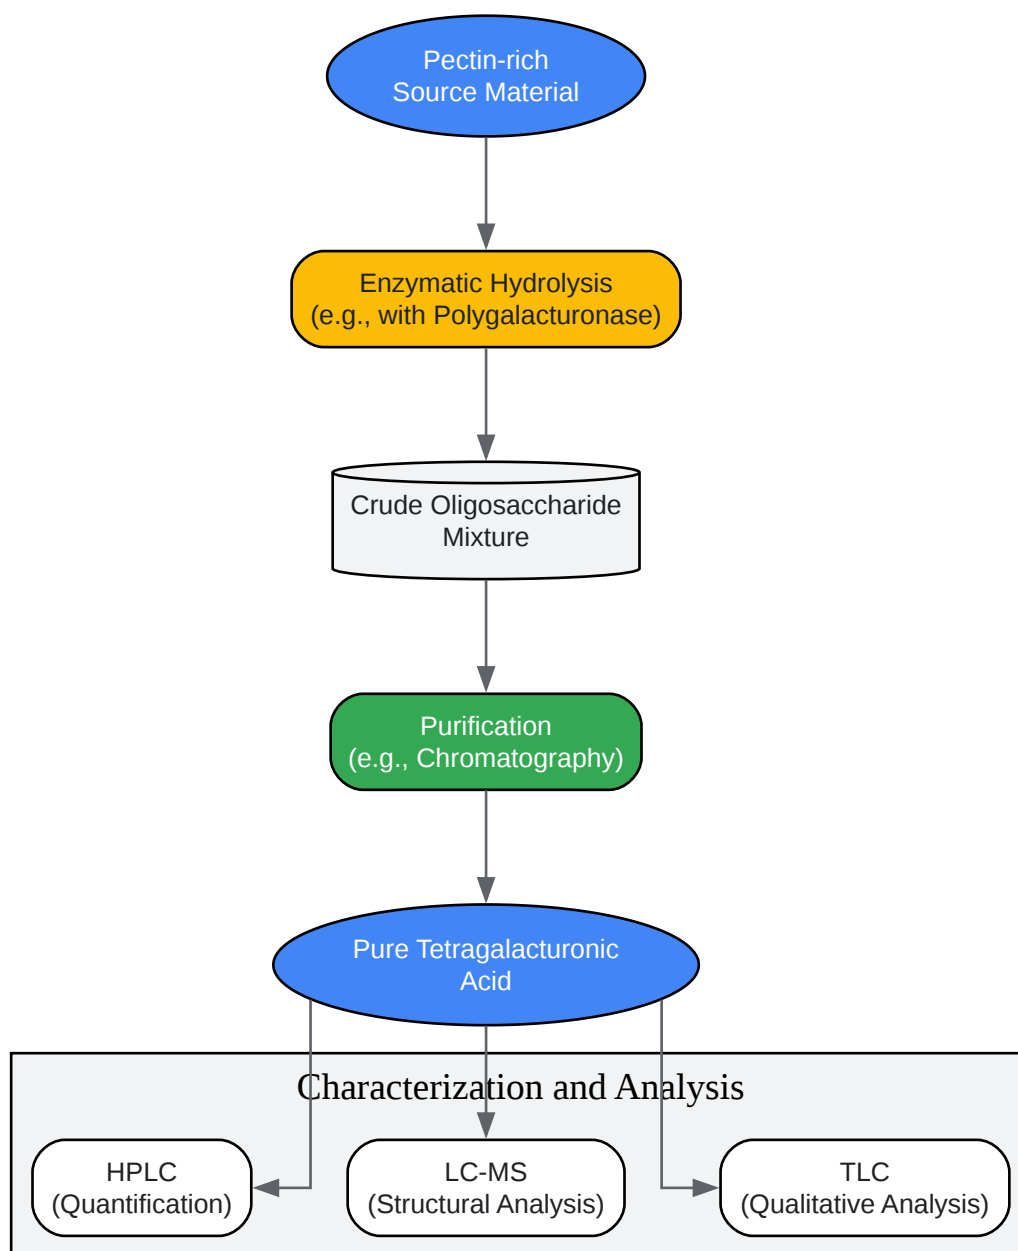 Pectin-rich
Source Material
Enzymatic Hydrolysis
(e.g., with Polygalacturonase)
Crude Oligosaccharide
Mixture
Purification
(e.g., Chromatography)
Pure Tetragalacturonic
Acid
Characterization and Analysis
HPLC
(Quantification)
LC-MS
(Structural Analysis)
TLC
(Qualitative Analysis)